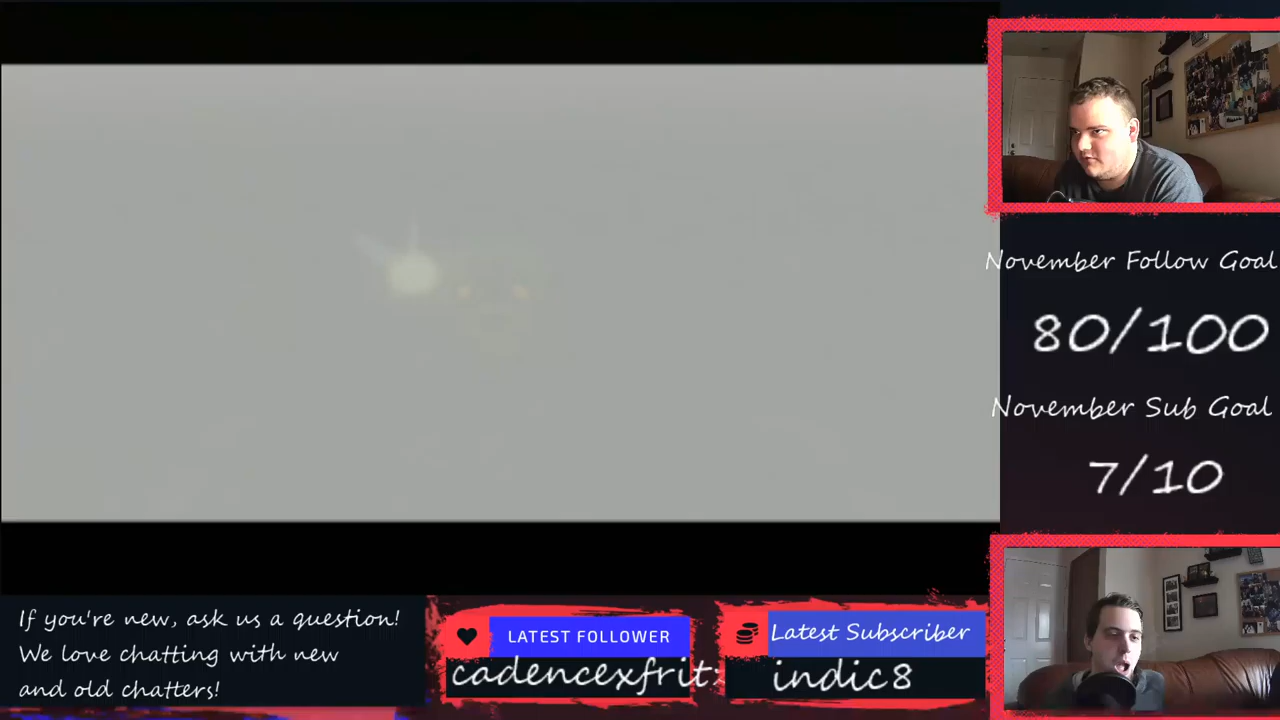 November Follow Goal
80/100
November Sub Goal
7/10
If you're new, ask us a question!
We love chatting with new
and old chatters!
LATEST FOLLOWER
cadencexfrit
Latest Subscriber
indic8